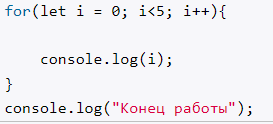 for(let i = 0; i<5; i++){
console.log(i);
}
console.log("Конец работы");